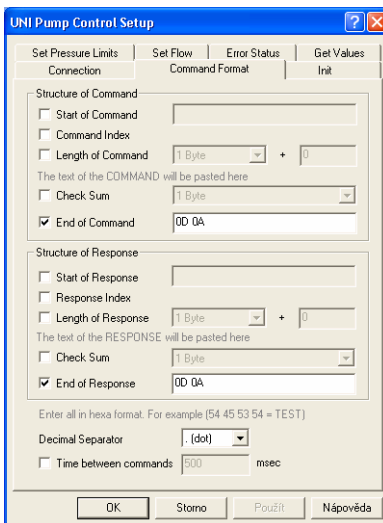 UNI Pump Control Setup
Set Pressure Limits Set Flow Error Status Get Values
Connection Command Format Init
Structure of Command
Start of Command
Command Index
Length of Command 1 Byte + 0
The text of the COMMAND will be pasted here
Check Sum 1 Byte
End of Command 0D 0A
Structure of Response
Start of Response
Response Index
Length of Response 1 Byte + 0
The text of the RESPONSE will be pasted here
Check Sum 1 Byte
End of Response 0D 0A
Enter all in hexa format. For example (54 45 53 54 = TEST)
Decimal Separator . (dot)
Time between commands 500 msec
OK Storno Použít Nápověda